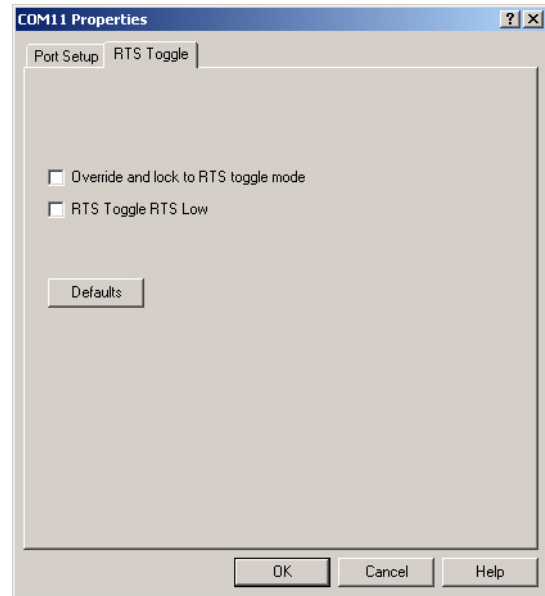 COM11 Properties
Port Setup RTS Toggle
Override and lock to RTS toggle mode
RTS Toggle RTS Low
Defaults
OK Cancel Help